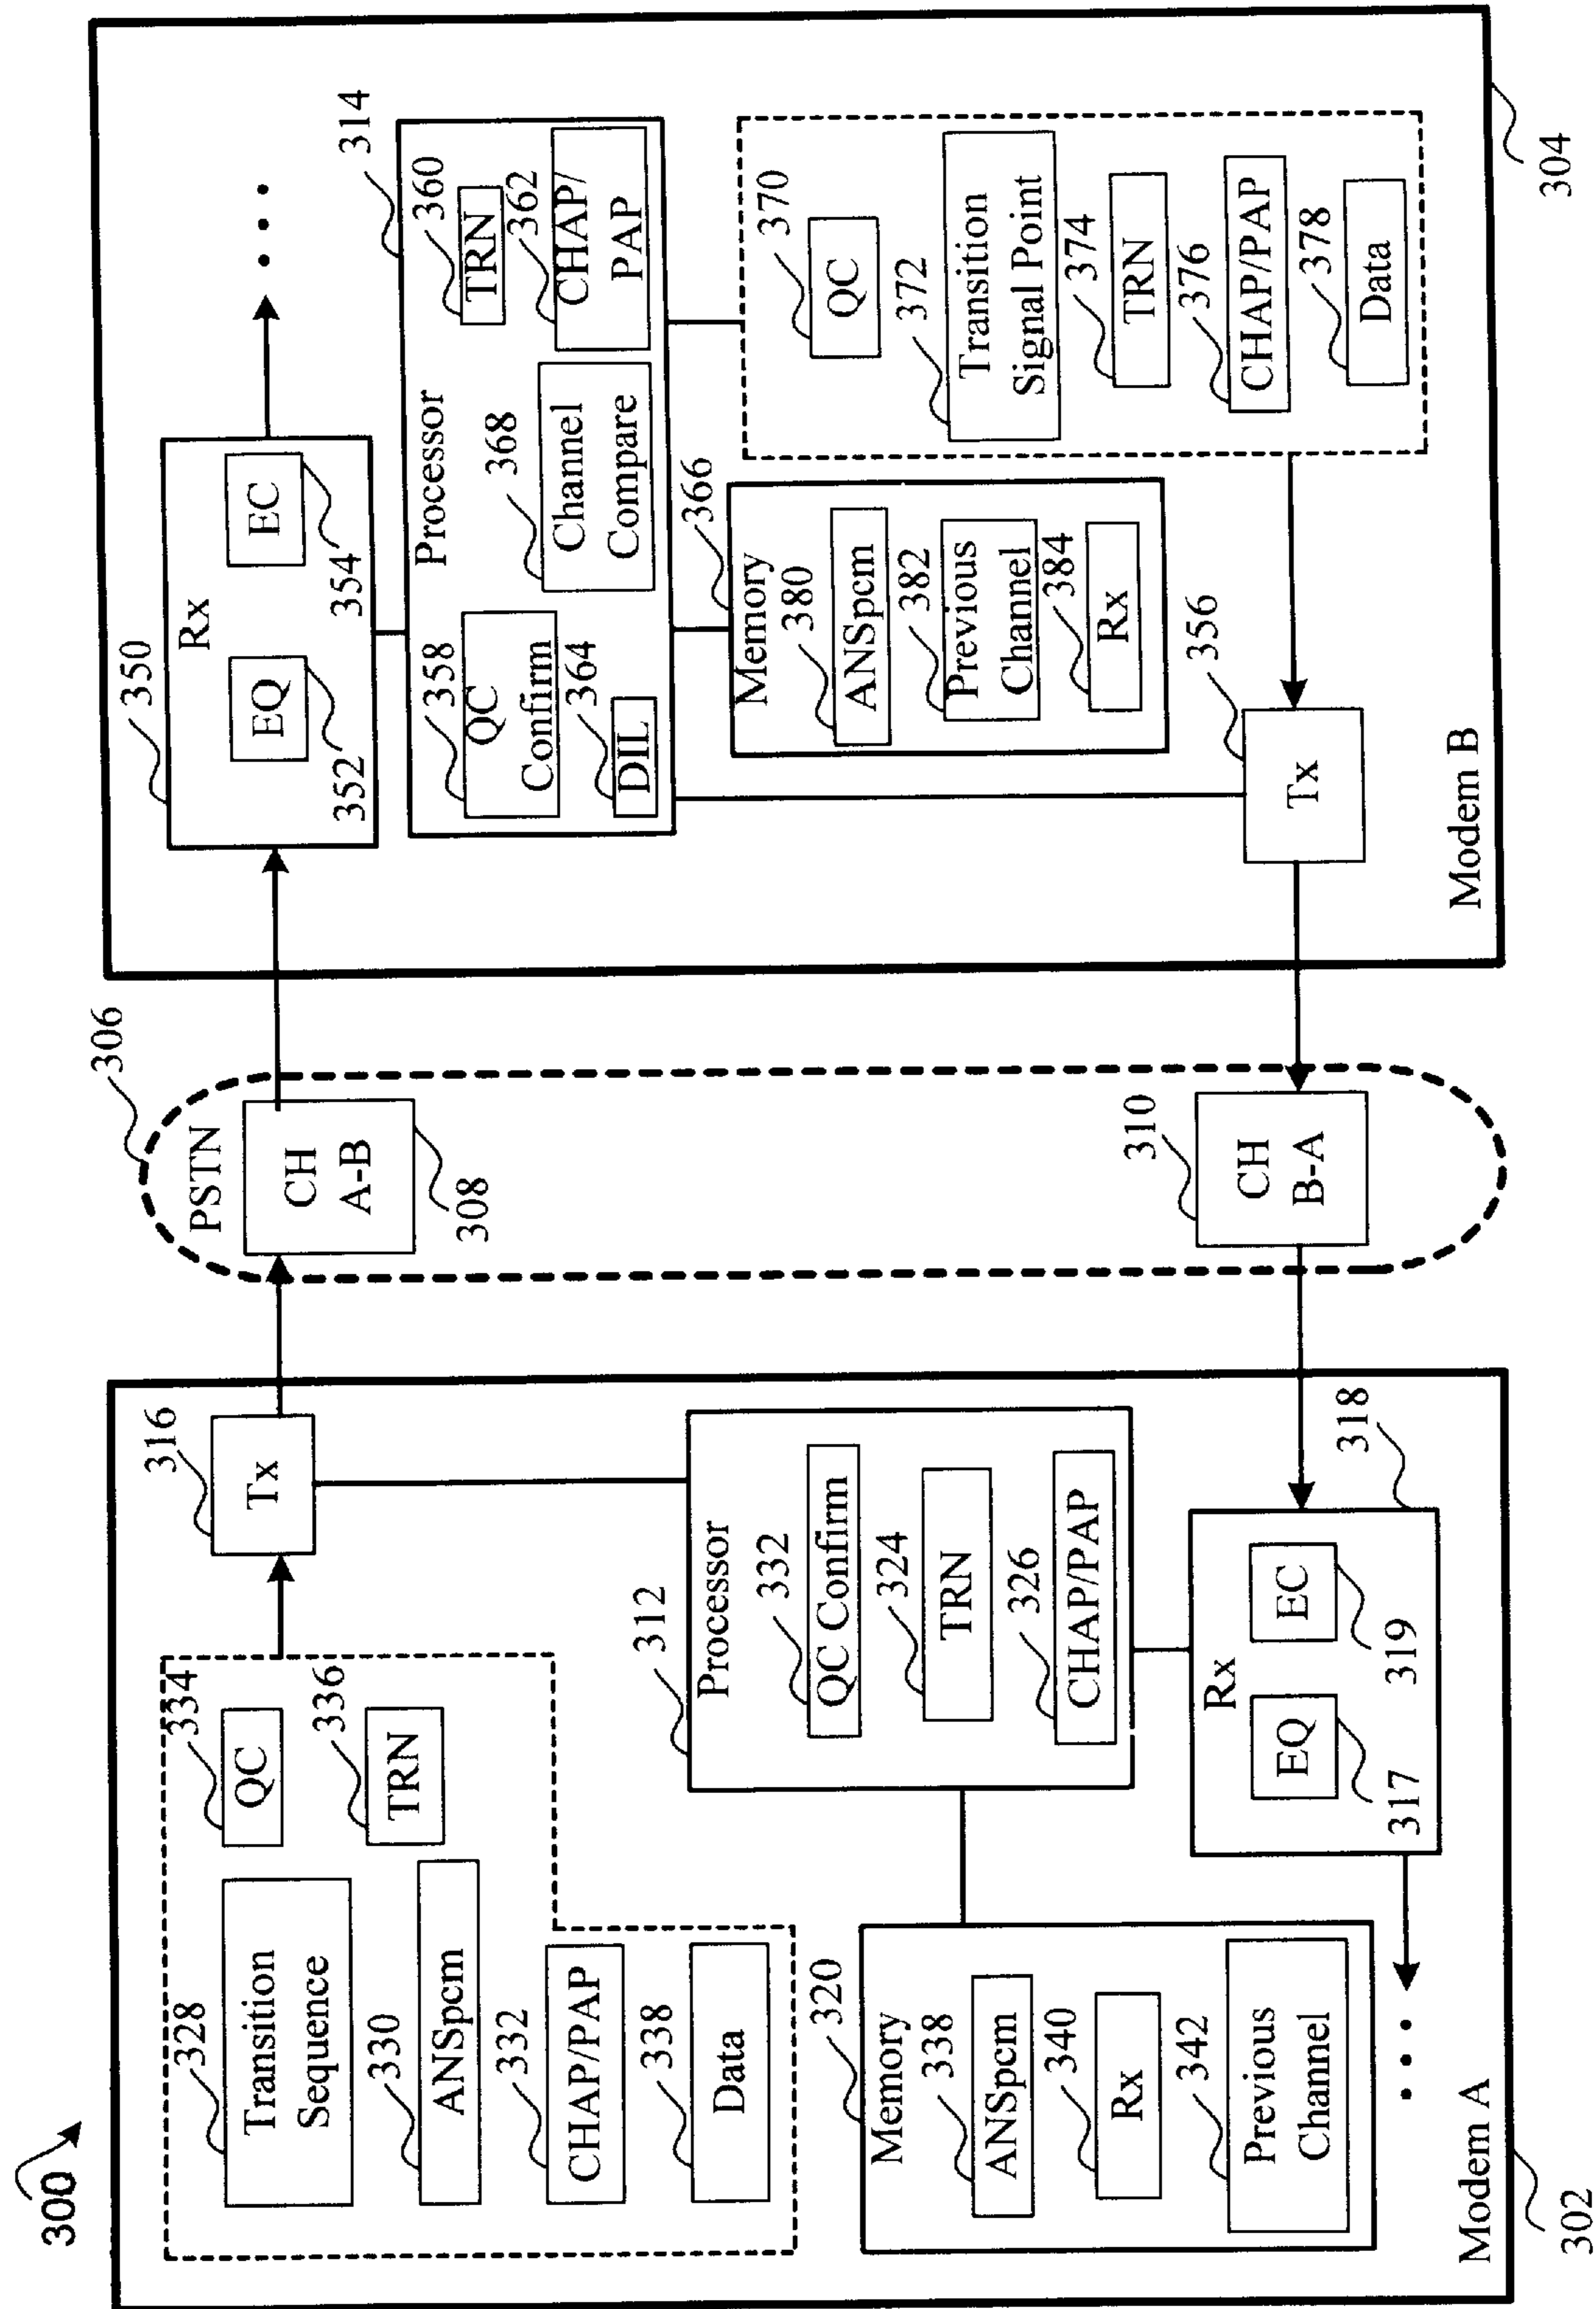 300
302
Modem A
328
Transition
Sequence
334
QC
336
TRN
330
ANSpcm
332
CHAP/PAP
338
Data
316
Tx
312
Processor
332
QC Confirm
324
TRN
326
CHAP/PAP
320
Memory
338
ANSpcm
340
Rx
342
Previous
Channel
318
Rx
EQ
EC
317
319
306
PSTN
CH
A-B
308
310
CH
B-A
304
Modem B
350
Rx
EQ
EC
352
354
314
Processor
358
QC
Confirm
360
TRN
362
CHAP/
PAP
364
DIL
368
Channel
Compare
366
Memory
380
ANSpcm
382
Previous
Channel
384
Rx
370
QC
372
Transition
Signal Point
374
TRN
376
CHAP/PAP
378
Data
356
Tx